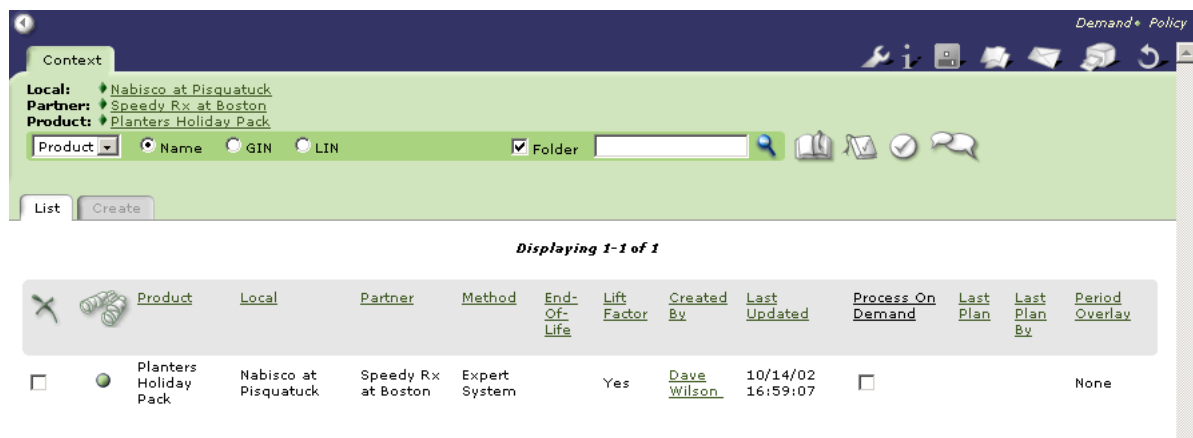 Demand • Policy
Context
Local: Nabisco at Pisquatuck
Partner: Speedy Rx at Boston
Product: Planters Holiday Pack
Product Name GIN LIN Folder
List Create
Displaying 1-1 of 1
Product Local Partner Method End- Lift Created Last Process On Last Last Period
Of- Factor By Updated Demand Plan Plan Overlay
Life By
Planters
Holiday Nabisco at Speedy Rx Expert Yes Dave 10/14/02 None
Pack Pisquatuck at Boston System Wilson 16:59:07